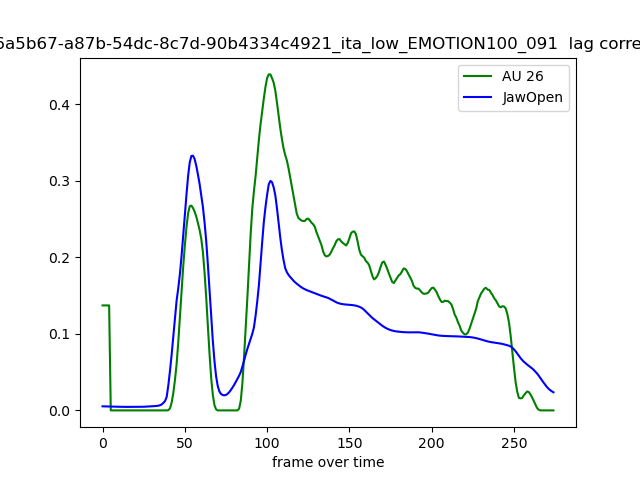 6a5b67-a87b-54dc-8c7d-90b4334c4921_ita_low_EMOTION100_091 lag corre
AU 26
JawOpen
0.4
0.3
0.2
0.1
0.0
0 50 100 150 200 250
frame over time